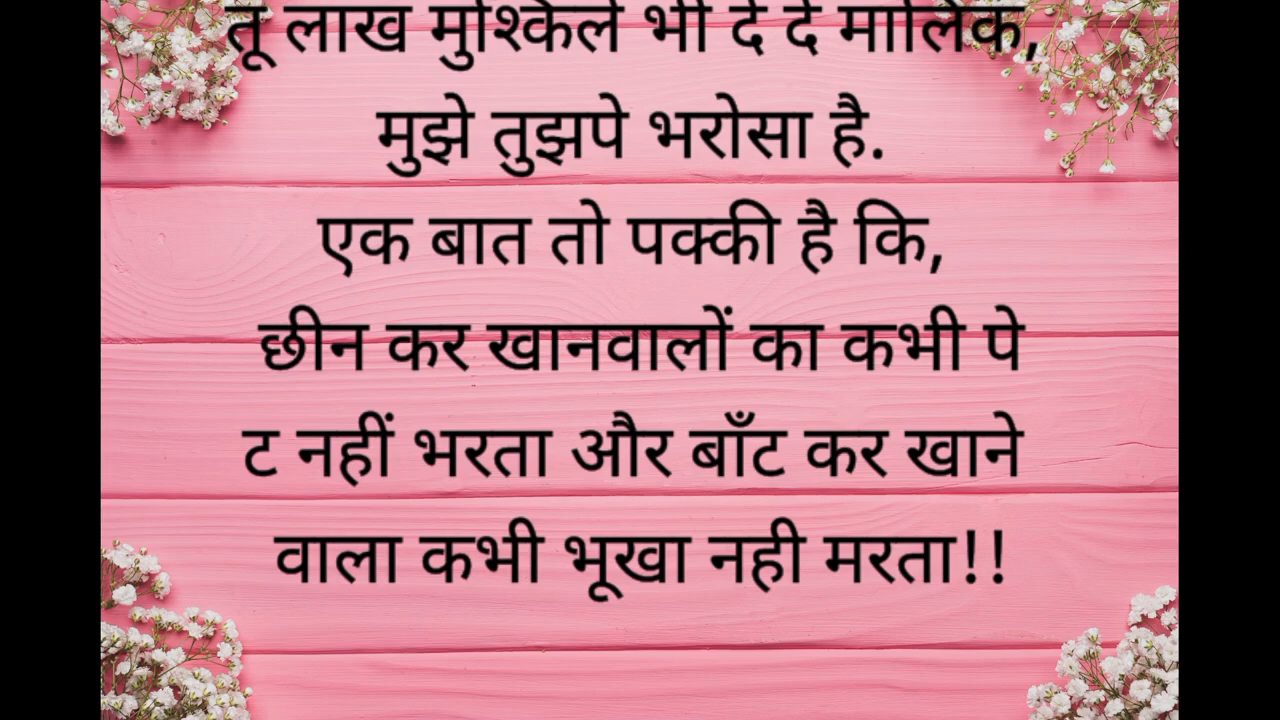 तू लाख मुश्किले भी दे दे मालिक,
मुझे तुझपे भरोसा है.
एक बात तो पक्की है कि,
छीन कर खानवालों का कभी पे
ट नहीं भरता और बाँट कर खाने
वाला कभी भूखा नही मरता!!